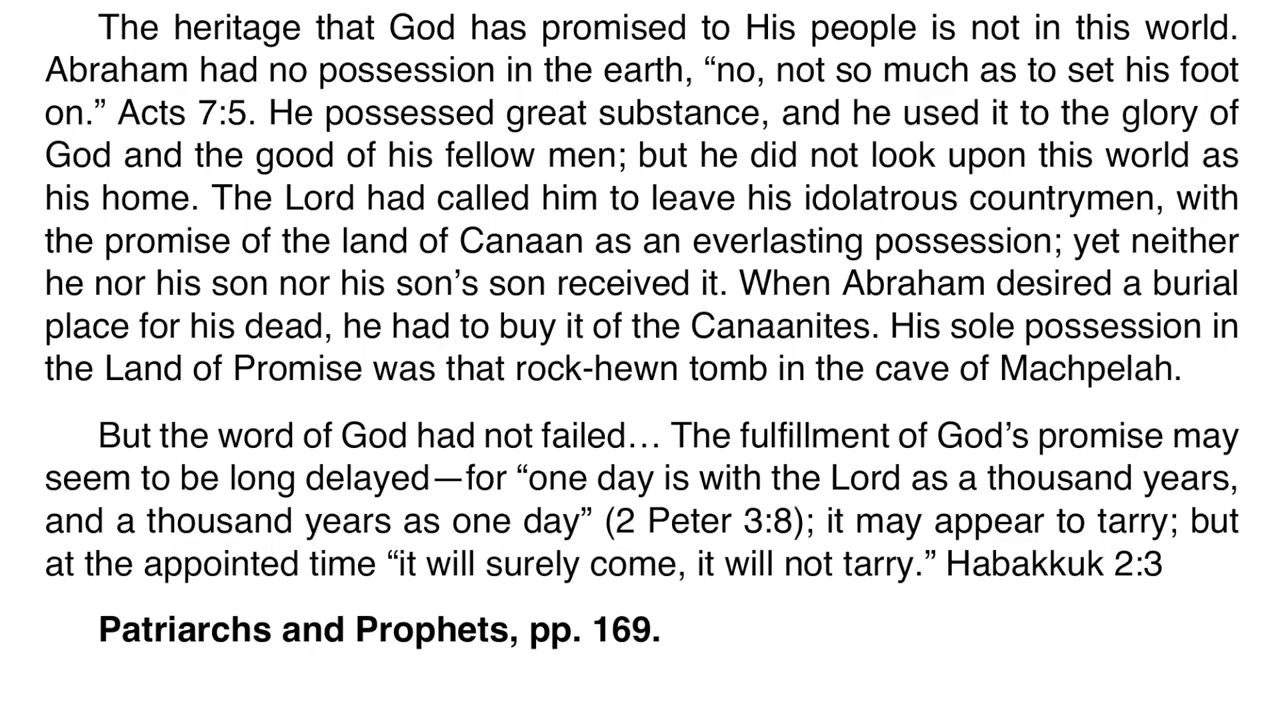 The heritage that God has promised to His people is not in this world.
Abraham had no possession in the earth, “no, not so much as to set his foot
on.” Acts 7:5. He possessed great substance, and he used it to the glory of
God and the good of his fellow men; but he did not look upon this world as
his home. The Lord had called him to leave his idolatrous countrymen, with
the promise of the land of Canaan as an everlasting possession; yet neither
he nor his son nor his son’s son received it. When Abraham desired a burial
place for his dead, he had to buy it of the Canaanites. His sole possession in
the Land of Promise was that rock-hewn tomb in the cave of Machpelah.
But the word of God had not failed… The fulfillment of God’s promise may
seem to be long delayed—for “one day is with the Lord as a thousand years,
and a thousand years as one day” (2 Peter 3:8); it may appear to tarry; but
at the appointed time “it will surely come, it will not tarry.” Habakkuk 2:3
Patriarchs and Prophets, pp. 169.